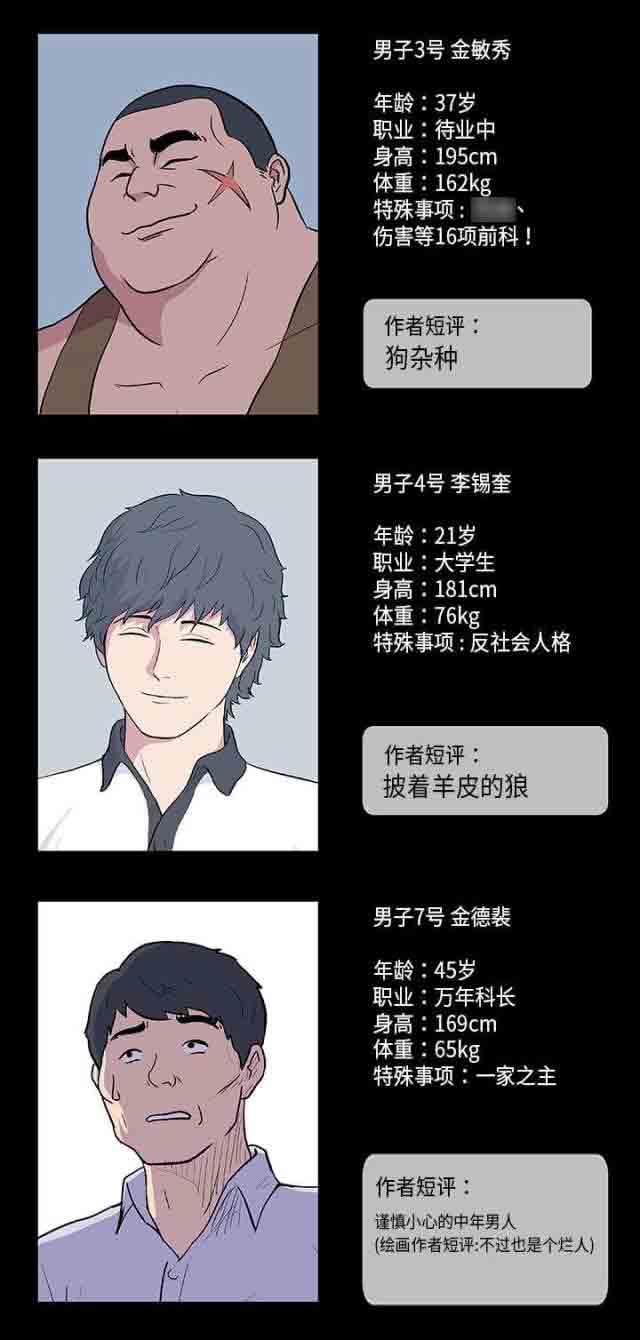 男子3号 金敏秀
年龄：37岁
职业：待业中
身高：195cm
体重：162kg
特殊事项：、
伤害等16项前科！
作者短评：
狗杂种
男子4号 李锡奎
年龄：21岁
职业：大学生
身高：181cm
体重：76kg
特殊事项：反社会人格
作者短评：
披着羊皮的狼
男子7号 金德裴
年龄：45岁
职业：万年科长
身高：169cm
体重：65kg
特殊事项：一家之主
作者短评：
谨慎小心的中年男人
(绘画作者短评:不过也是个烂人)